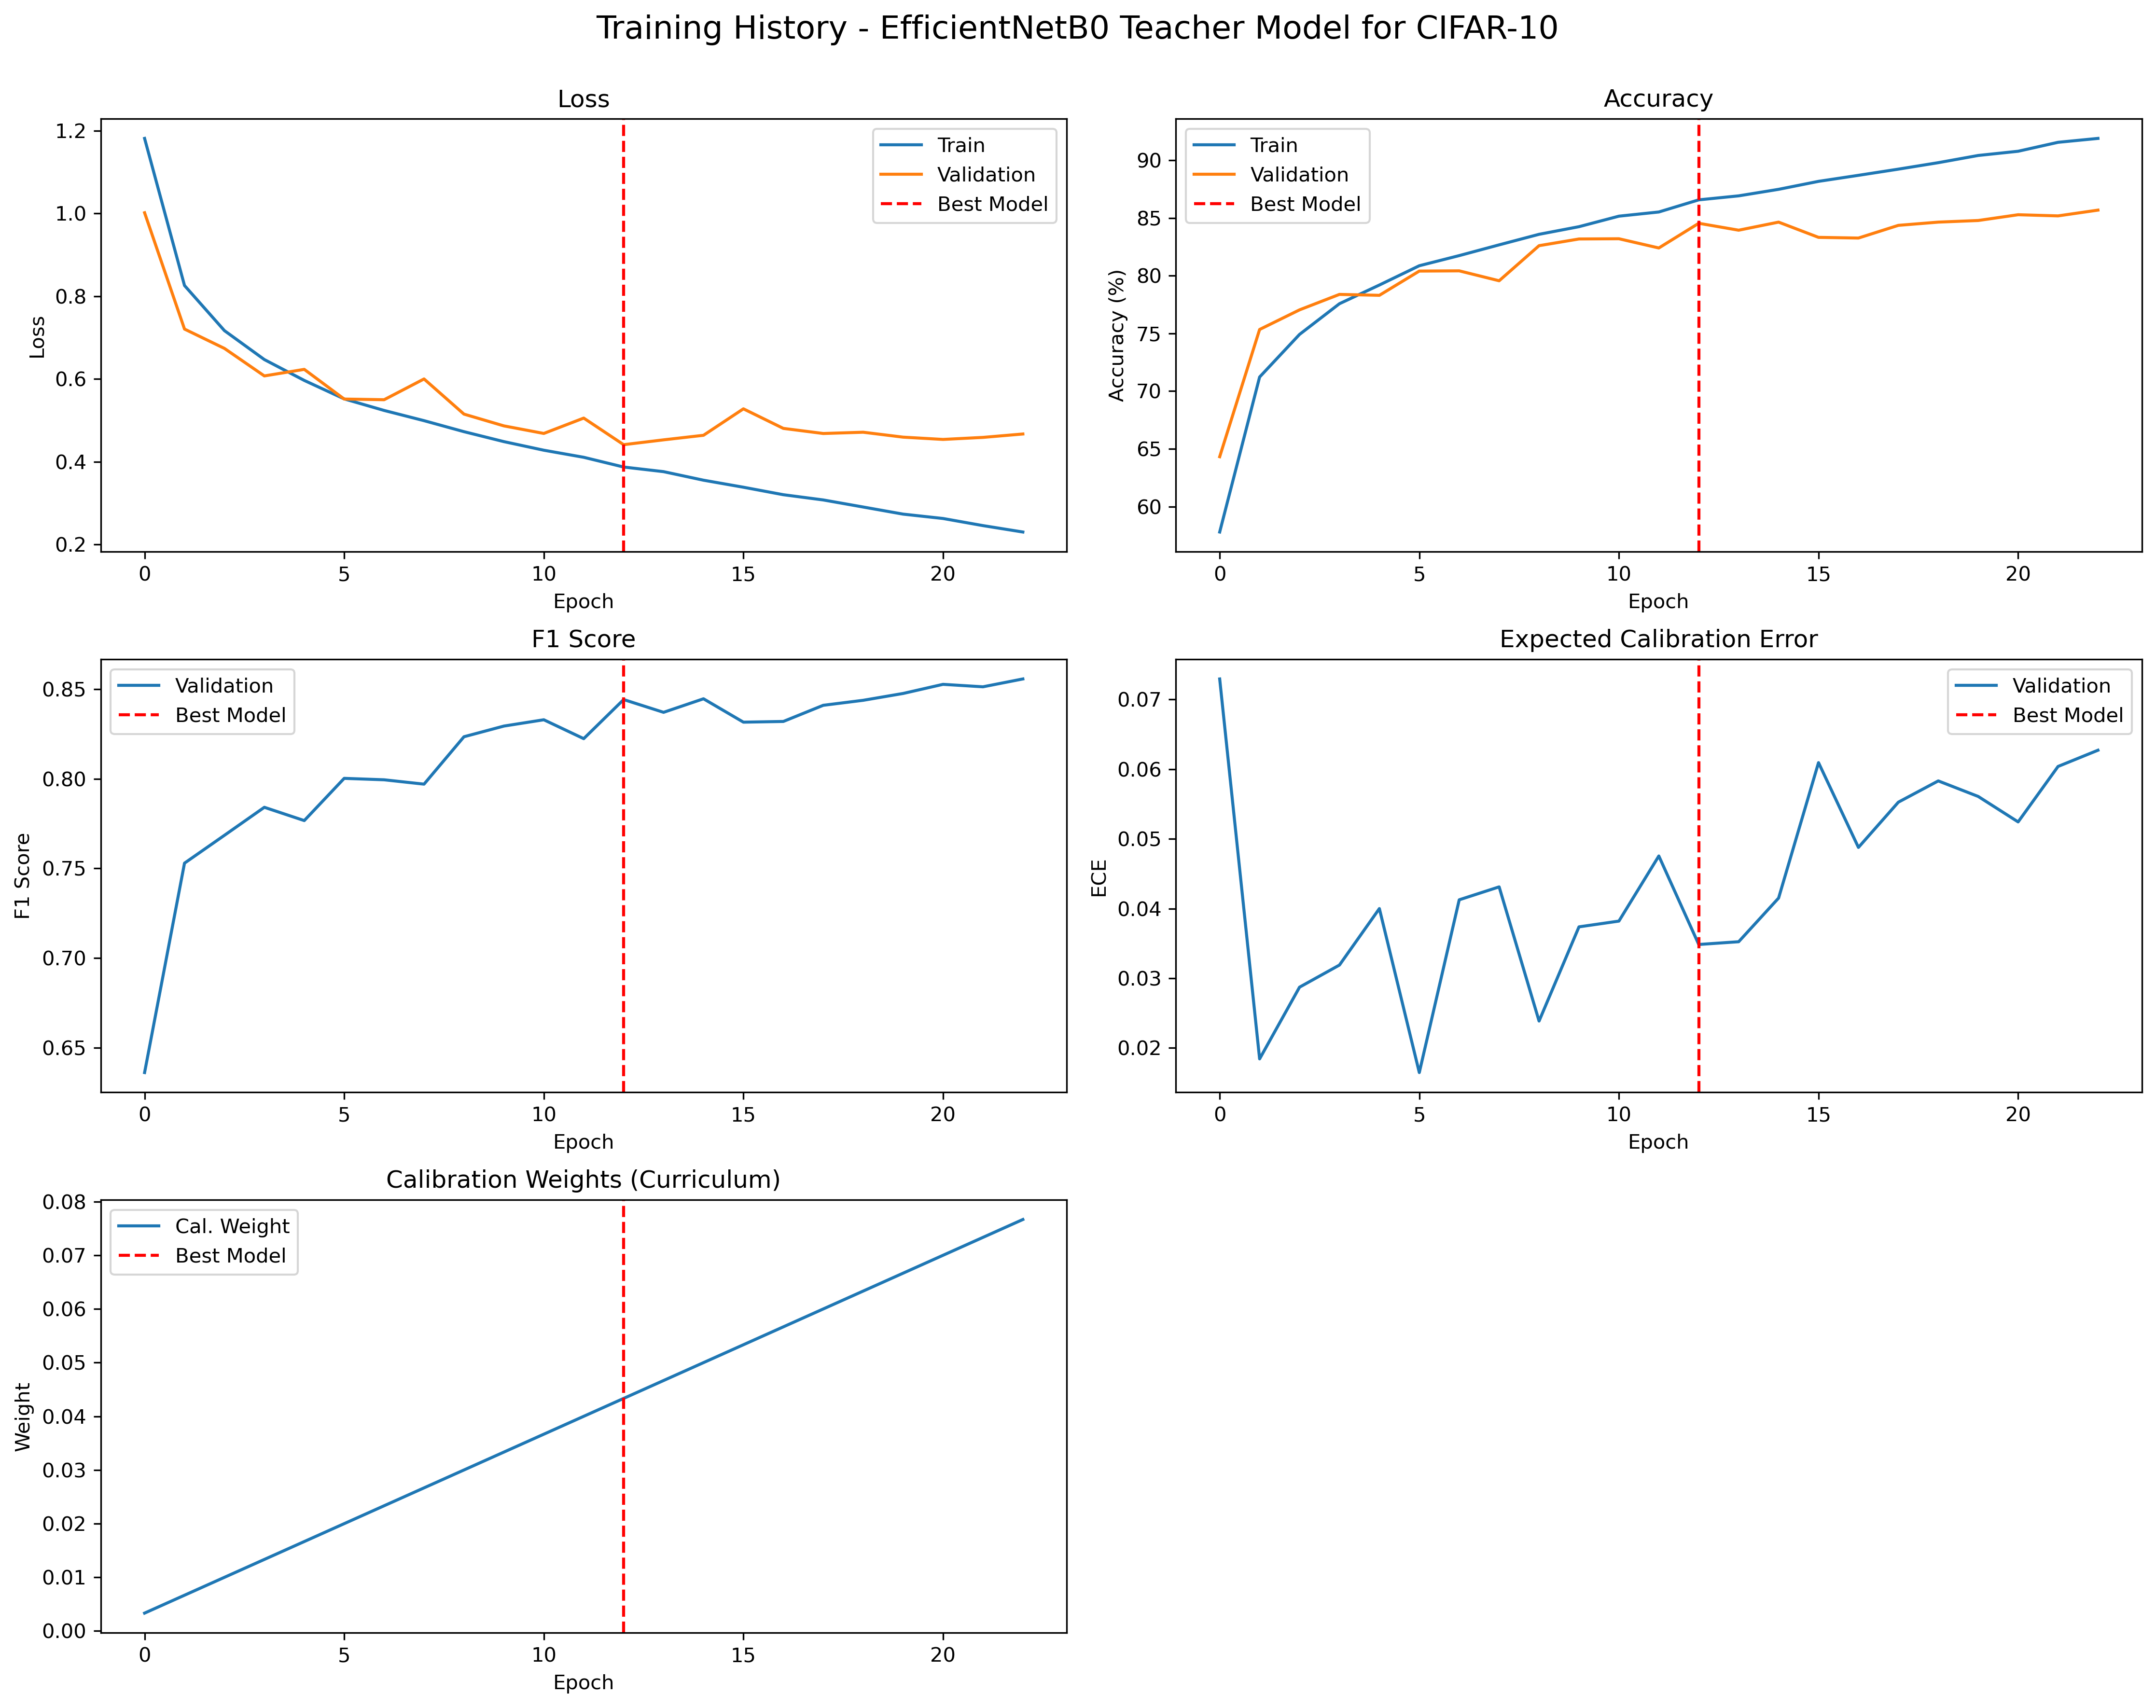 Training History - EfficientNetB0 Teacher Model for CIFAR-10
Loss
Loss
1.2
1.0
0.8
0.6
0.4
0.2
0 5 10 15 20
Epoch
Train
Validation
Best Model
Accuracy
Accuracy (%)
90
85
80
75
70
65
60
0 5 10 15 20
Epoch
Train
Validation
Best Model
F1 Score
F1 Score
0.85
0.80
0.75
0.70
0.65
0 5 10 15 20
Epoch
Validation
Best Model
Expected Calibration Error
ECE
0.07
0.06
0.05
0.04
0.03
0.02
0 5 10 15 20
Epoch
Validation
Best Model
Calibration Weights (Curriculum)
Weight
0.08
0.07
0.06
0.05
0.04
0.03
0.02
0.01
0.00
0 5 10 15 20
Epoch
Cal. Weight
Best Model